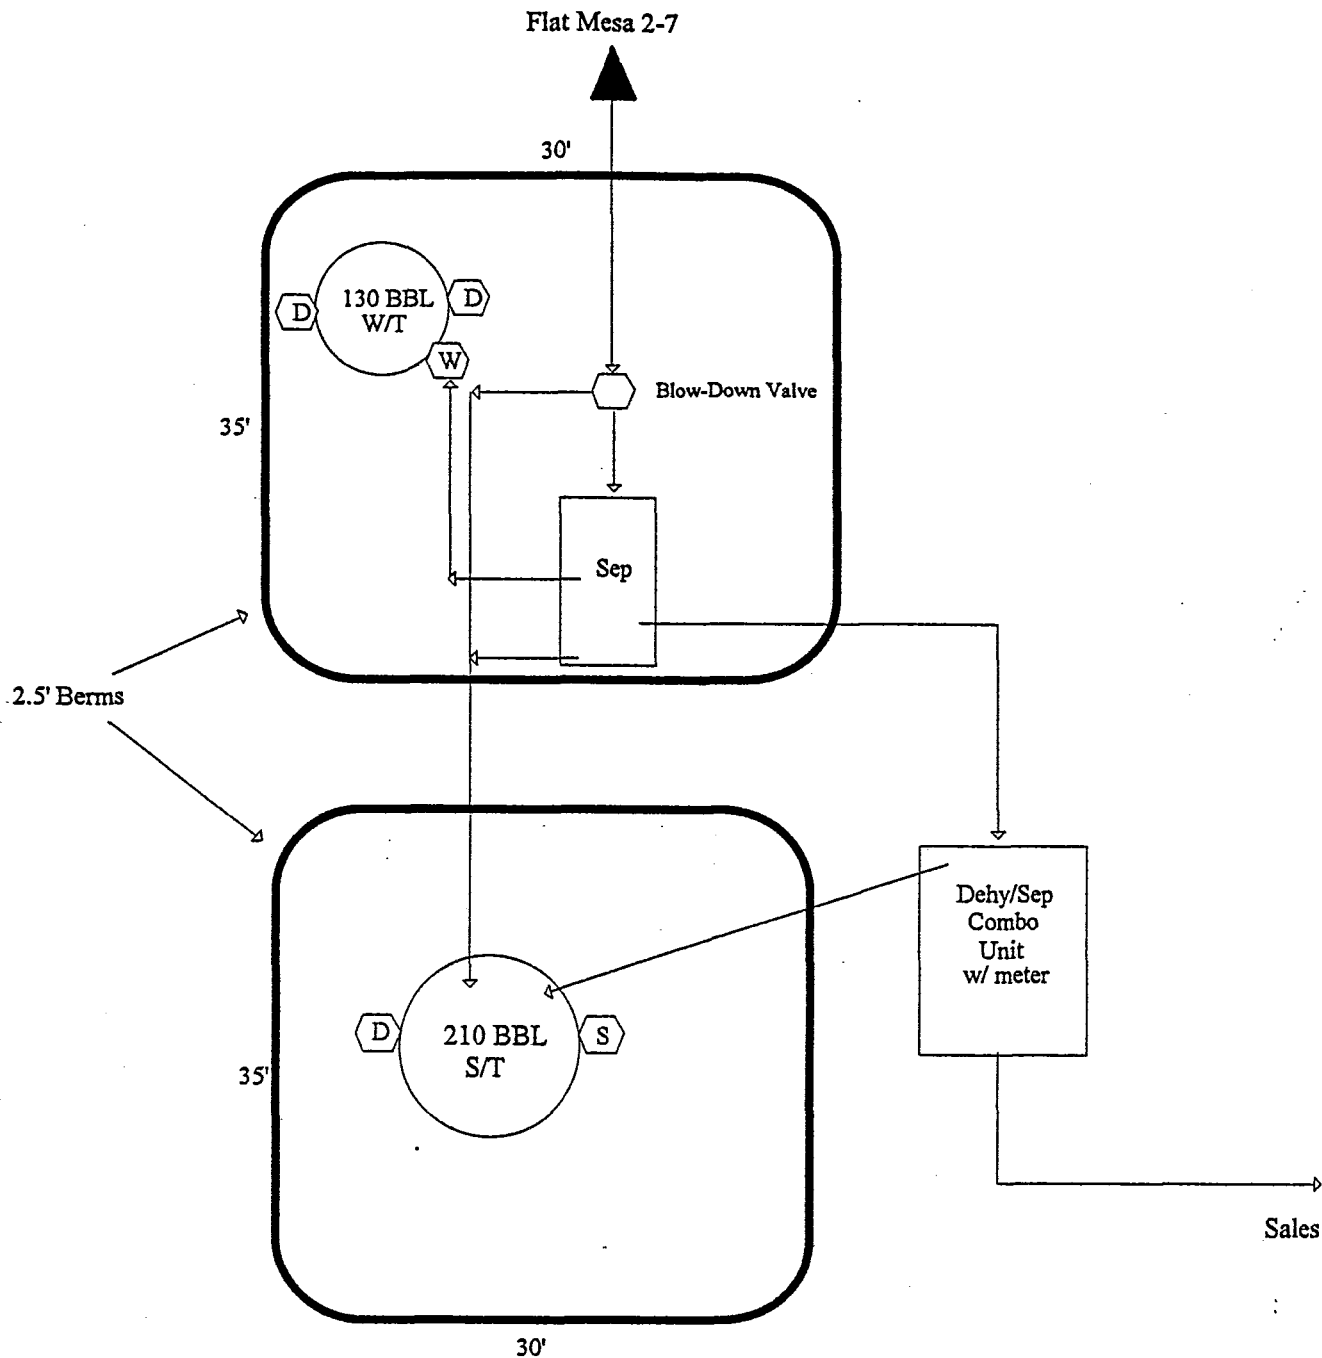 Flat Mesa 2-7
30'
130 BBL
W/T
D
D
W
Blow-Down Valve
35'
Sep
2.5' Berms
Dehy/Sep
Combo
Unit
w/ meter
210 BBL
S/T
D
S
35'
Sales
30'